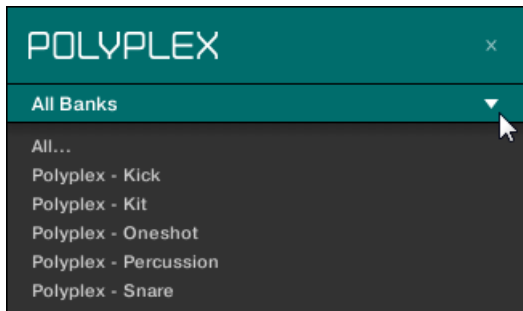 POLYPLEX ×
All Banks
All...
Polyplex - Kick
Polyplex - Kit
Polyplex - Oneshot
Polyplex - Percussion
Polyplex - Snare